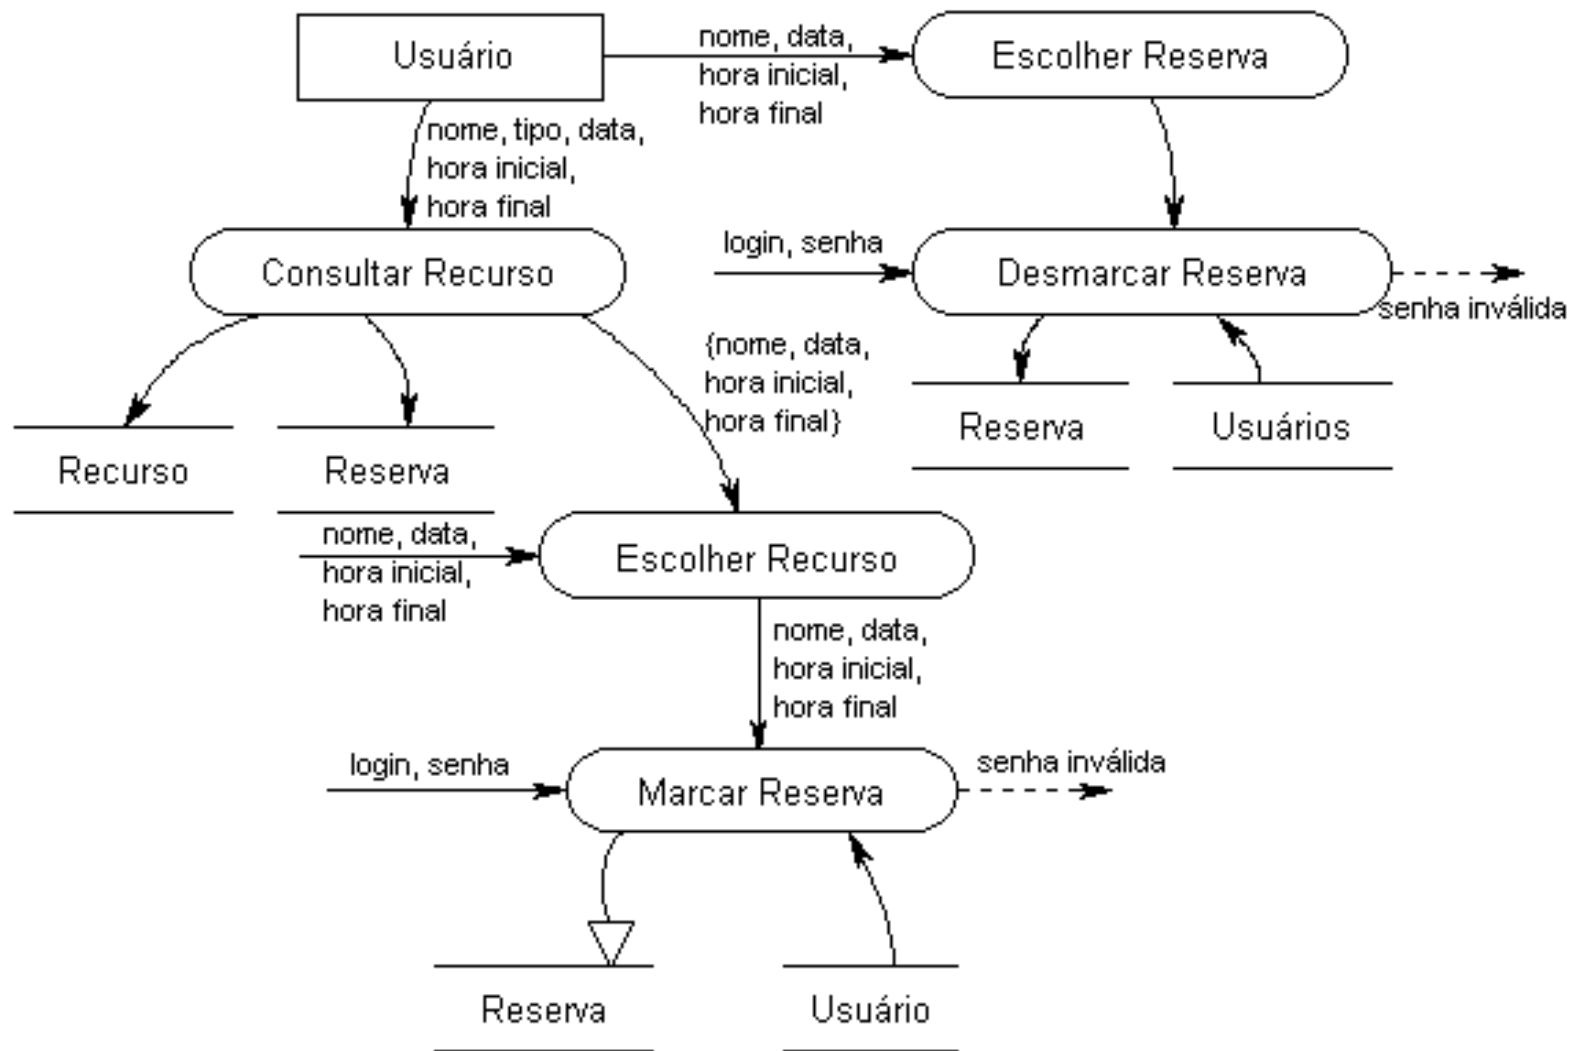 Usuário
nome, data,
hora inicial,
hora final
Escolher Reserva
nome, tipo, data,
hora inicial,
hora final
Consultar Recurso
login, senha
Desmarcar Reserva
senha inválida
{nome, data,
hora inicial,
hora final}
Reserva
Usuários
Recurso
Reserva
nome, data,
hora inicial,
hora final
Escolher Recurso
nome, data,
hora inicial,
hora final
login, senha
Marcar Reserva
senha inválida
Reserva
Usuário